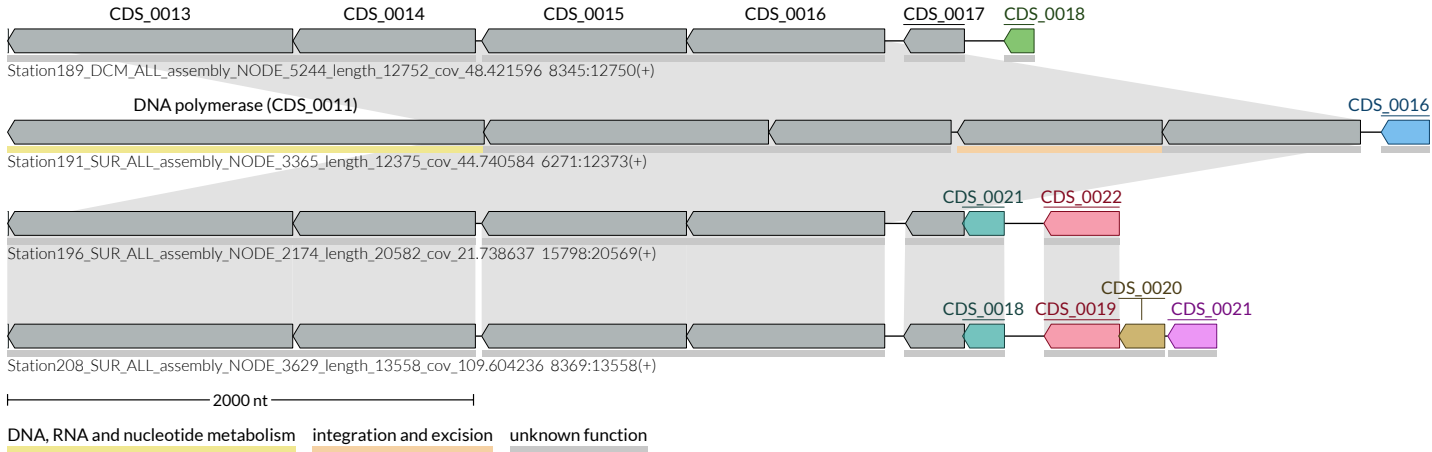 CDS_0013 CDS_0014 CDS_0015 CDS_0016 CDS_0017 CDS_0018
Station189_DCM_ALL_assembly_NODE_5244_length_12752_cov_48.421596 8345:12750(+)
DNA polymerase (CDS_0011) CDS_0016
Station191_SUR_ALL_assembly_NODE_3365_length_12375_cov_44.740584 6271:12373(+)
CDS_0021 CDS_0022
Station196_SUR_ALL_assembly_NODE_2174_length_20582_cov_21.738637 15798:20569(+)
CDS_0020
CDS_0018 CDS_0019 CDS_0021
Station208_SUR_ALL_assembly_NODE_3629_length_13558_cov_109.604236 8369:13558(+)
2000 nt
DNA, RNA and nucleotide metabolism integration and excision unknown function